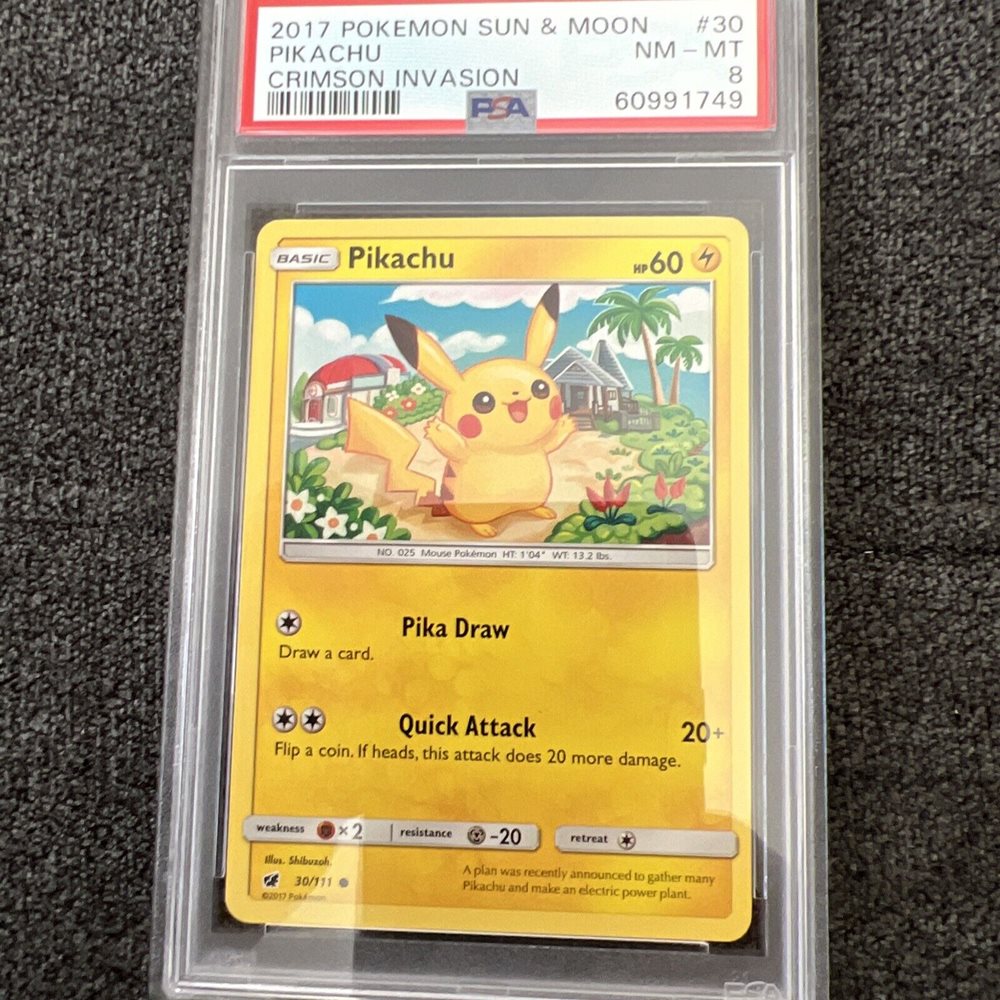 2017 POKEMON SUN & MOON #30
PIKACHU NM – MT
CRIMSON INVASION 8
PSA 60991749
BASIC Pikachu HP60
NO. 025 Mouse Pokémon HT: 1'04" WT: 13.2 lbs.
Pika Draw
Draw a card.
Quick Attack 20+
Flip a coin. If heads, this attack does 20 more damage.
weakness ×2 resistance -20 retreat
Illus. Shibuzoh.
30/111
A plan was recently announced to gather many
Pikachu and make an electric power plant.
©2017 Pokémon
PSA